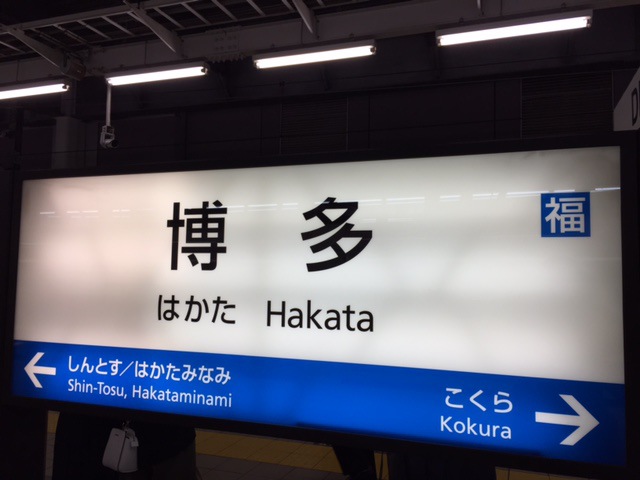 博多
福
はかた Hakata
しんとす/はかたみなみ
Shin-Tosu, Hakataminami
こくら
Kokura